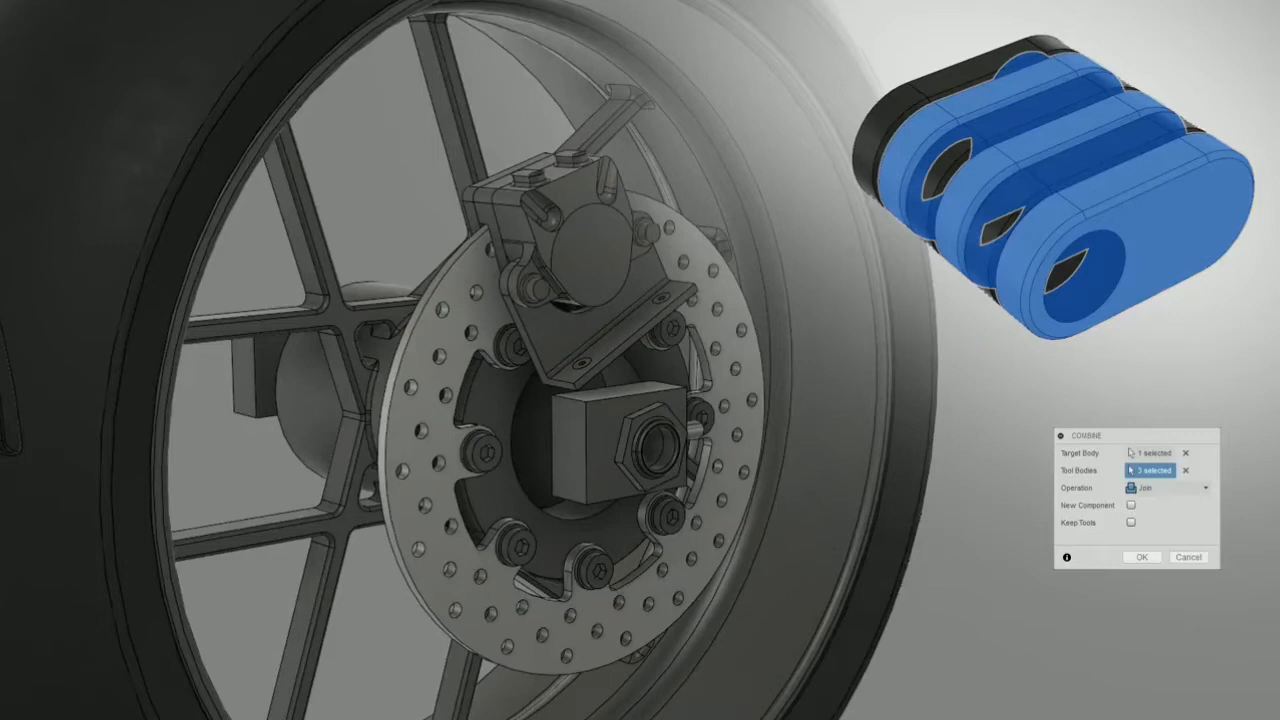 COMBINE
Target Body 1 selected
Tool Bodies 3 selected
Operation Join
New Component
Keep Tools
OK Cancel